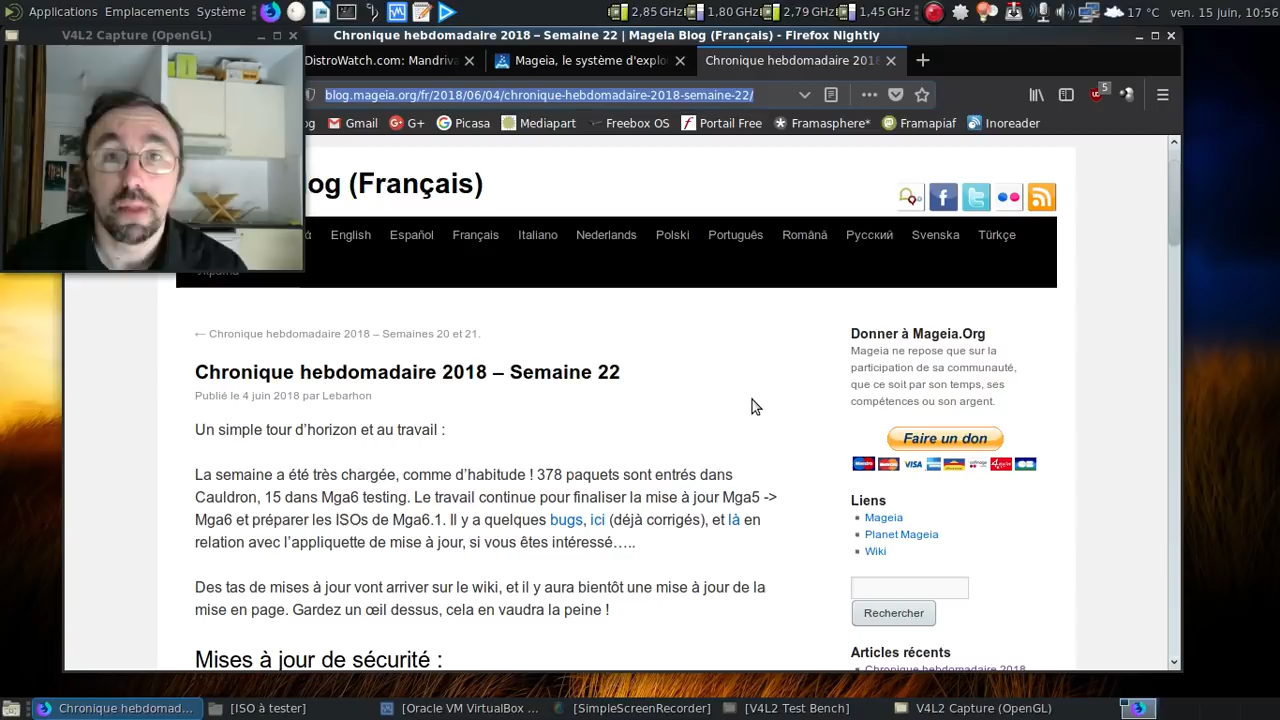 Applications Emplacements Système
2,85 GHz 1,80 GHz 2,79 GHz 1,45 GHz 17 °C ven. 15 juin, 10:56
V4L2 Capture (OpenGL)
Chronique hebdomadaire 2018 – Semaine 22 | Mageia Blog (Français) - Firefox Nightly
DistroWatch.com: Mandriva
Mageia, le système d'explo
Chronique hebdomadaire 2018
blog.mageia.org/fr/2018/06/04/chronique-hebdomadaire-2018-semaine-22/
5
Gmail G+ Picasa Mediapart Freebox OS Portail Free Framasphere* Framapiaf Inoreader
og (Français)
English Español Français Italiano Nederlands Polski Português Română Русский Svenska Türkçe
← Chronique hebdomadaire 2018 – Semaines 20 et 21.
Chronique hebdomadaire 2018 – Semaine 22
Publié le 4 juin 2018 par Lebarhon
Un simple tour d’horizon et au travail :
La semaine a été très chargée, comme d’habitude ! 378 paquets sont entrés dans
Cauldron, 15 dans Mga6 testing. Le travail continue pour finaliser la mise à jour Mga5 ->
Mga6 et préparer les ISOs de Mga6.1. Il y a quelques bugs, ici (déjà corrigés), et là en
relation avec l’appliquette de mise à jour, si vous êtes intéressé…..
Des tas de mises à jour vont arriver sur le wiki, et il y aura bientôt une mise à jour de la
mise en page. Gardez un œil dessus, cela en vaudra la peine !
Mises à jour de sécurité :
Donner à Mageia.Org
Mageia ne repose que sur la
participation de sa communauté,
que ce soit par son temps, ses
compétences ou son argent.
Faire un don
VISA
Liens
Mageia
Planet Mageia
Wiki
Rechercher
Articles récents
Chronique hebdomadaire 2018
Chronique hebdomad...
[ISO à tester]
[Oracle VM VirtualBox ...
[SimpleScreenRecorder]
[V4L2 Test Bench]
V4L2 Capture (OpenGL)